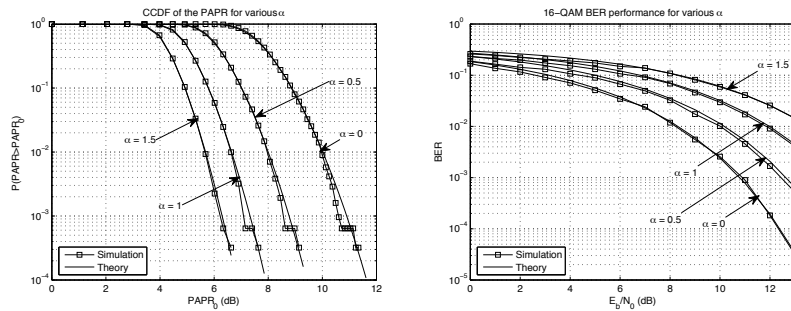 CCDF of the PAPR for various α
10⁰
10⁻¹
10⁻²
10⁻³
10⁻⁴
P(PAPR>PAPR₀)
α = 0.5
α = 0
α = 1.5
α = 1
Simulation
Theory
0 2 4 6 8 10 12
PAPR₀ (dB)
16−QAM BER performance for various α
10⁰
10⁻¹
10⁻²
10⁻³
10⁻⁴
10⁻⁵
BER
α = 1.5
α = 1
α = 0.5
α = 0
Simulation
Theory
0 2 4 6 8 10 12
E_b/N₀ (dB)